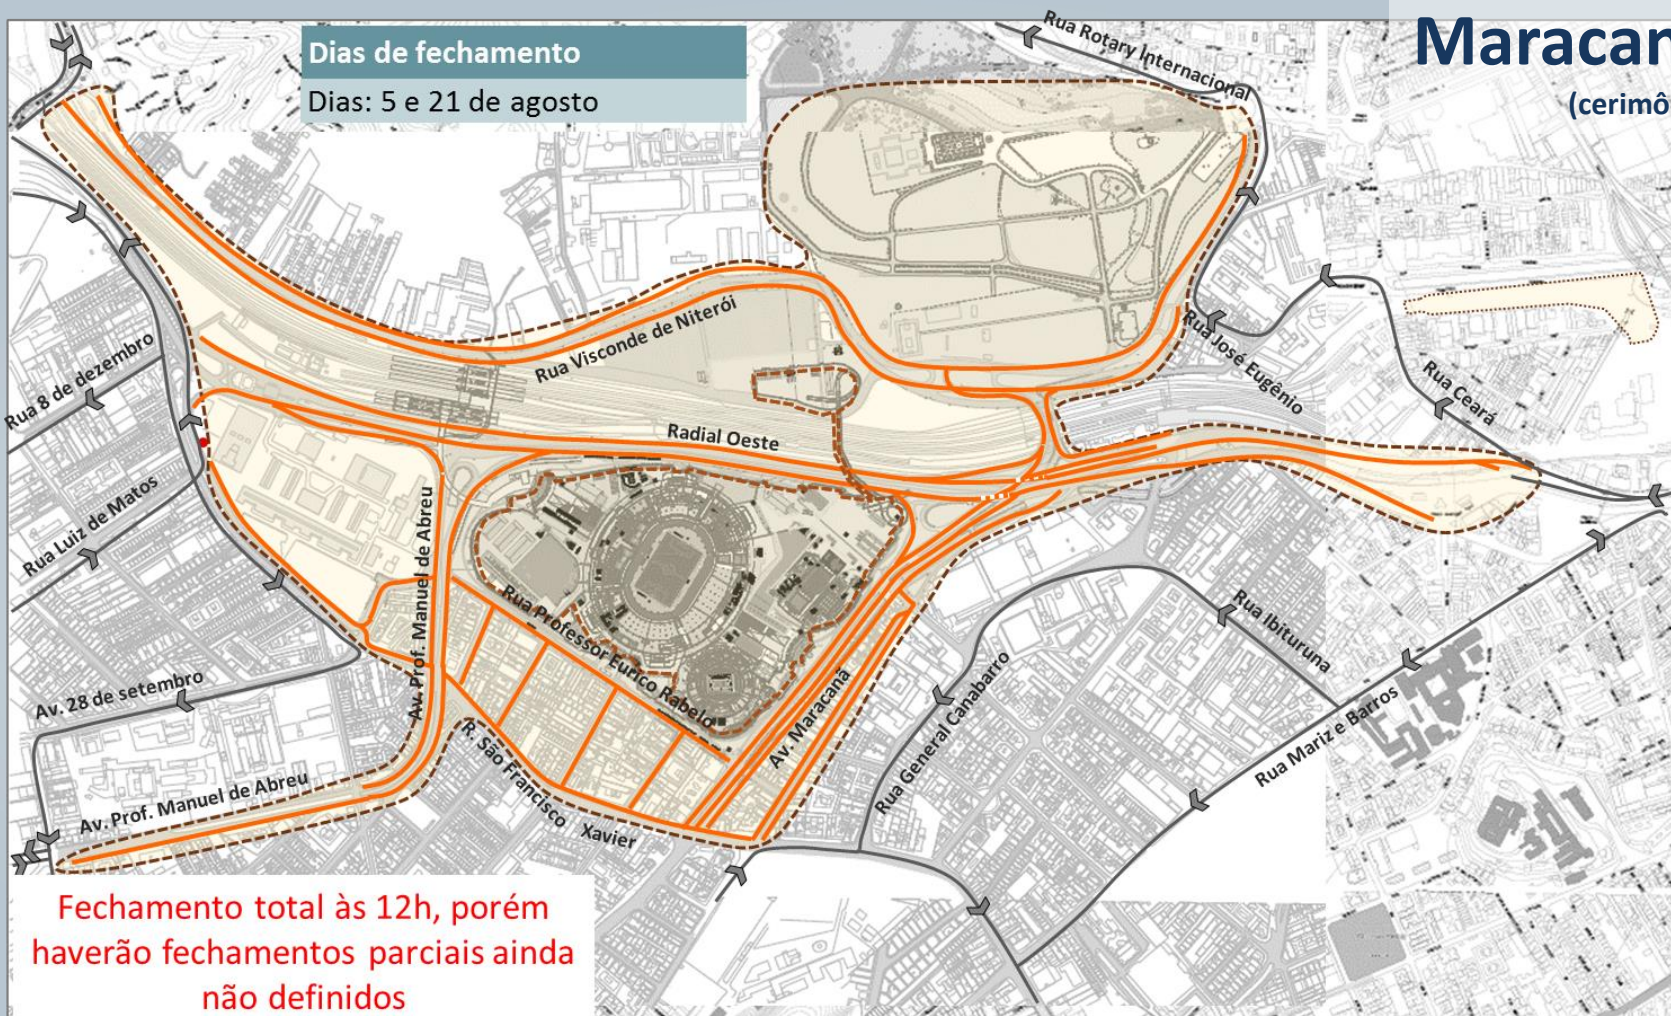 Maracan
(cerimô
Dias de fechamento
Dias: 5 e 21 de agosto
Rua Rotary Internacional
Rua Visconde de Niterói
Rua José Eugênio
Rua Ceará
Rua 8 de dezembro
Radial Oeste
Rua Luiz de Matos
Av. Prof. Manuel de Abreu
Rua Professor Eurico Rabelo
Rua Ibituruna
Av. 28 de setembro
Av. Maracanã
Rua General Canabarro
Rua Mariz e Barros
R. São Francisco Xavier
Av. Prof. Manuel de Abreu
Fechamento total às 12h, porém
haverão fechamentos parciais ainda
não definidos